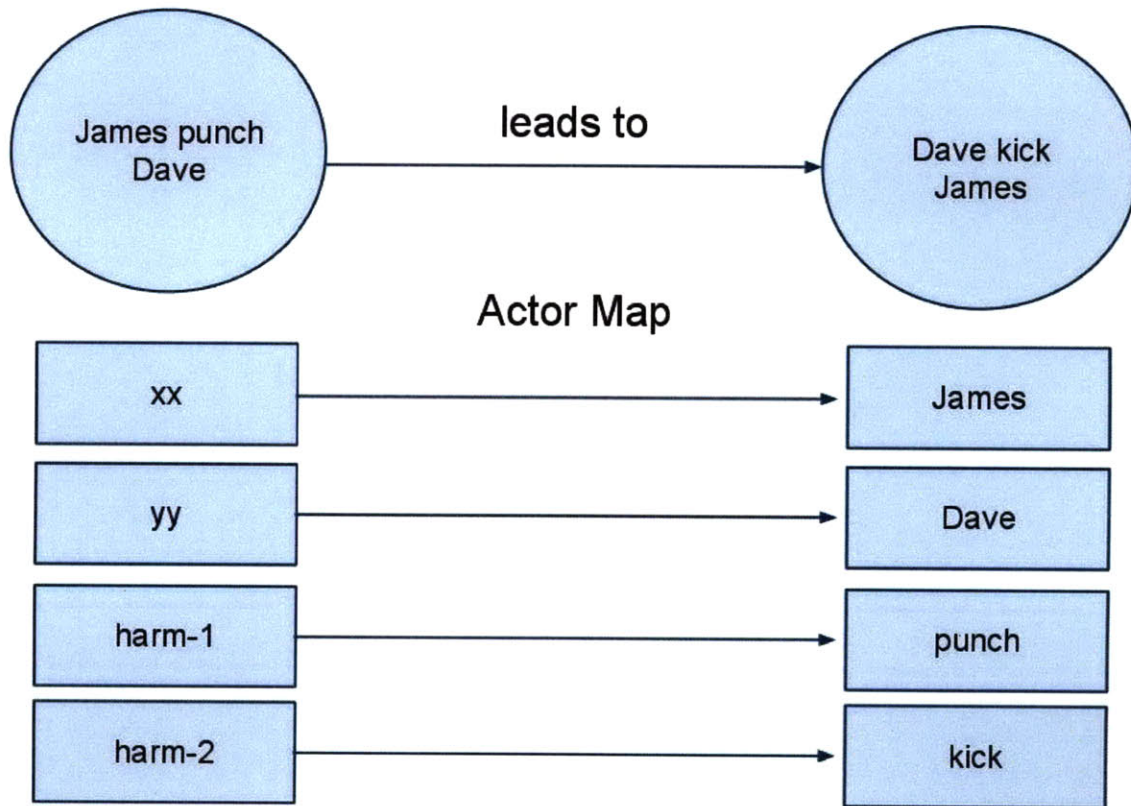 James punch
Dave
leads to
Dave kick
James
Actor Map
xx
James
yy
Dave
harm-1
punch
harm-2
kick